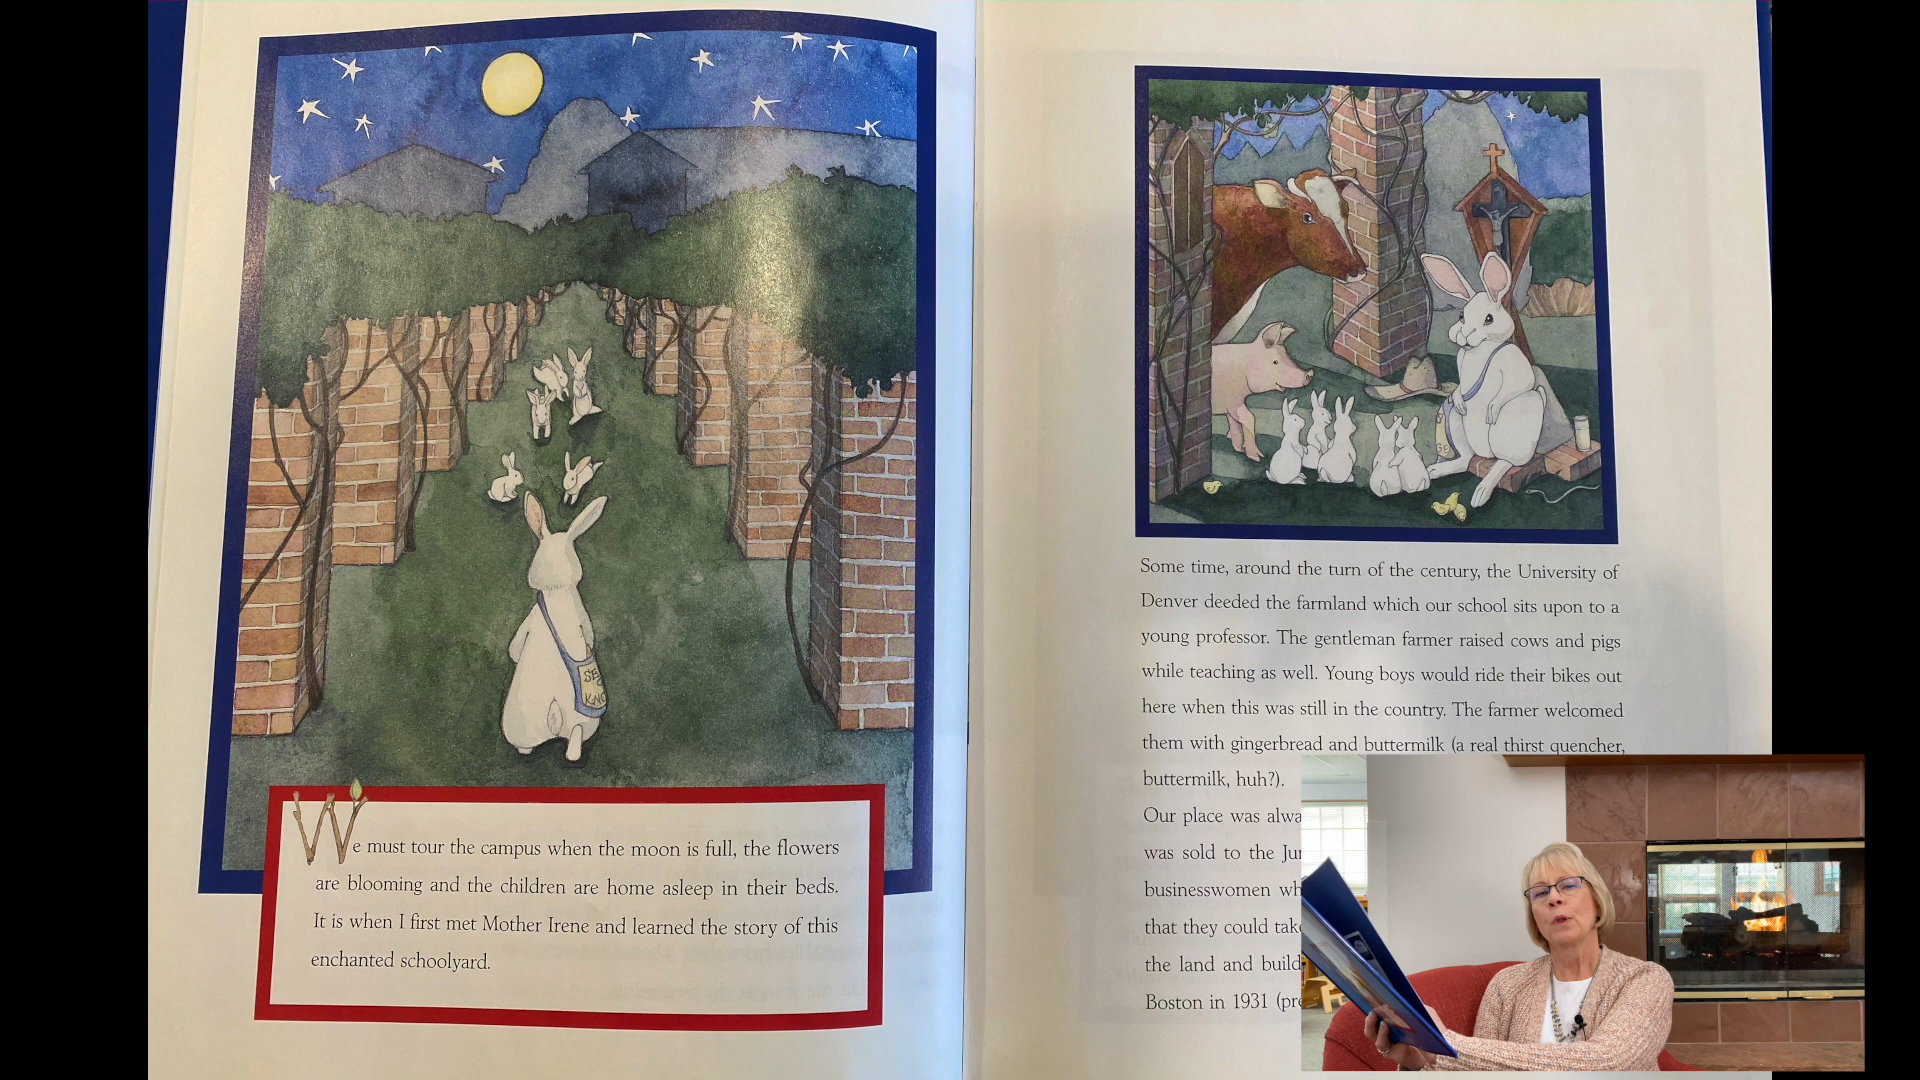 We must tour the campus when the moon is full, the flowers
are blooming and the children are home asleep in their beds.
It is when I first met Mother Irene and learned the story of this
enchanted schoolyard.
Some time, around the turn of the century, the University of
Denver deeded the farmland which our school sits upon to a
young professor. The gentleman farmer raised cows and pigs
while teaching as well. Young boys would ride their bikes out
here when this was still in the country. The farmer welcomed
them with gingerbread and buttermilk (a real thirst quencher,
buttermilk, huh?).
Our place was alwa
was sold to the
businesswomen wh
that they could take
the land and build
Boston in 1931 (pre